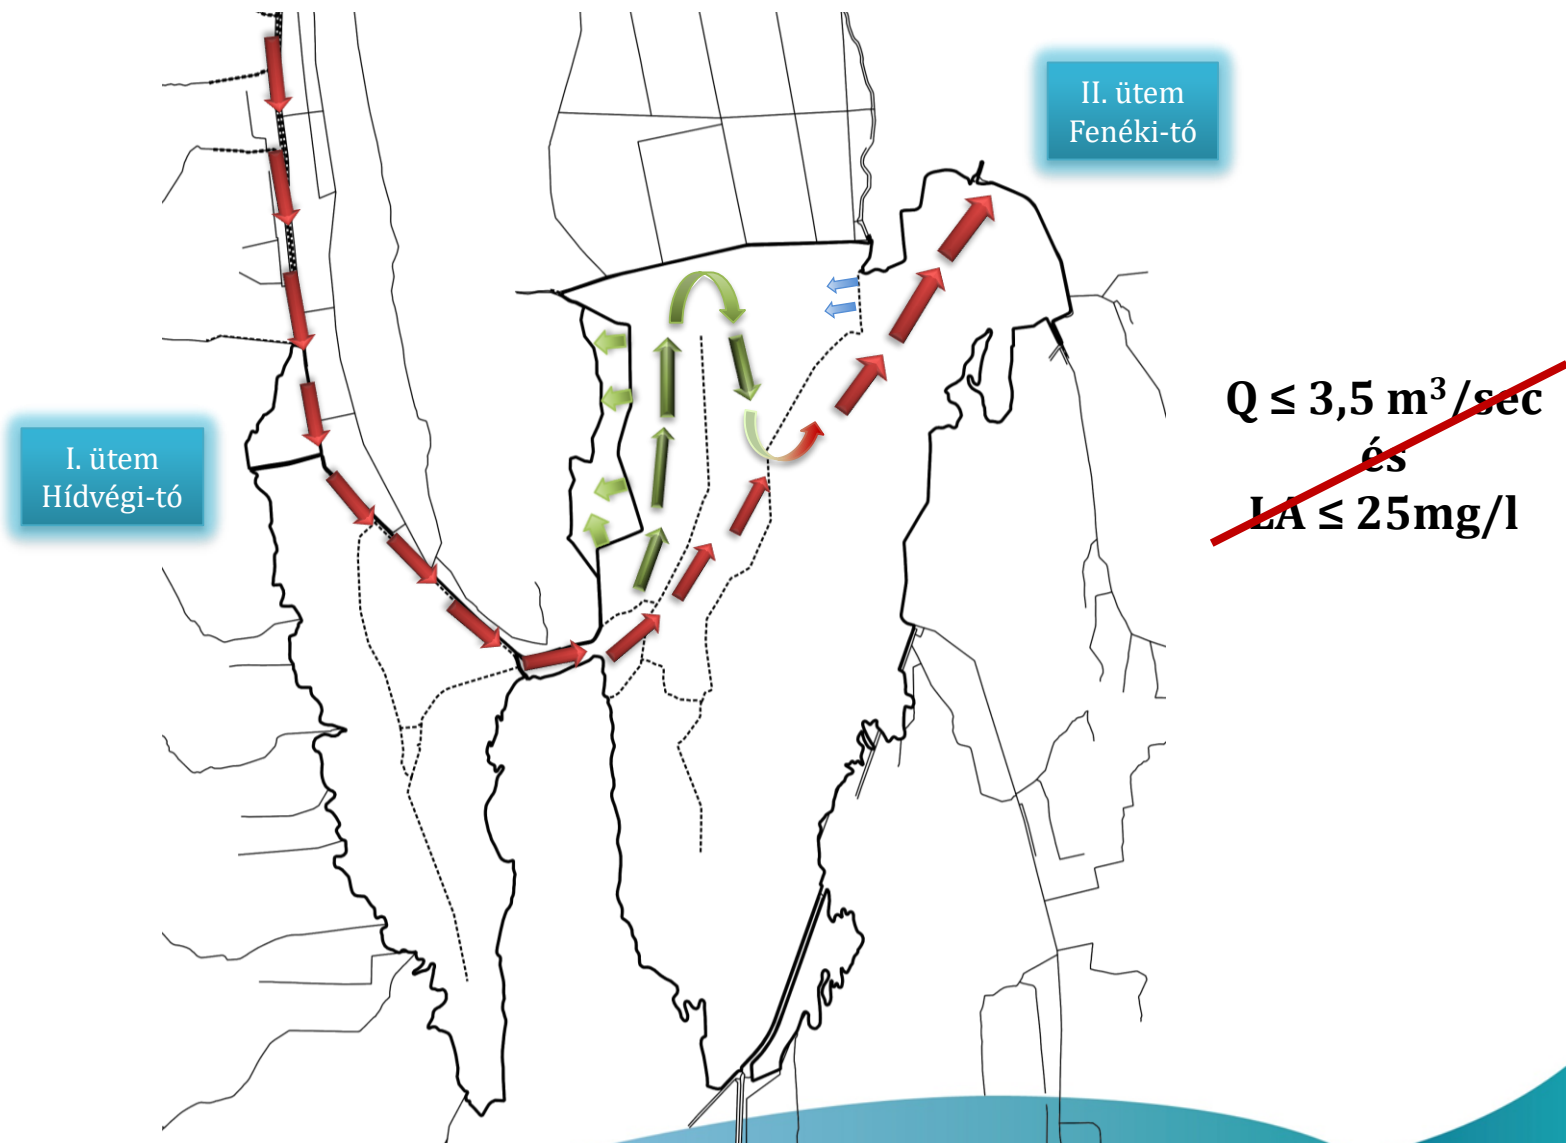 II. ütem
Fenéki-tó
I. ütem
Hídvégi-tó
Q ≤ 3,5 m³/sec
és
LA ≤ 25mg/l